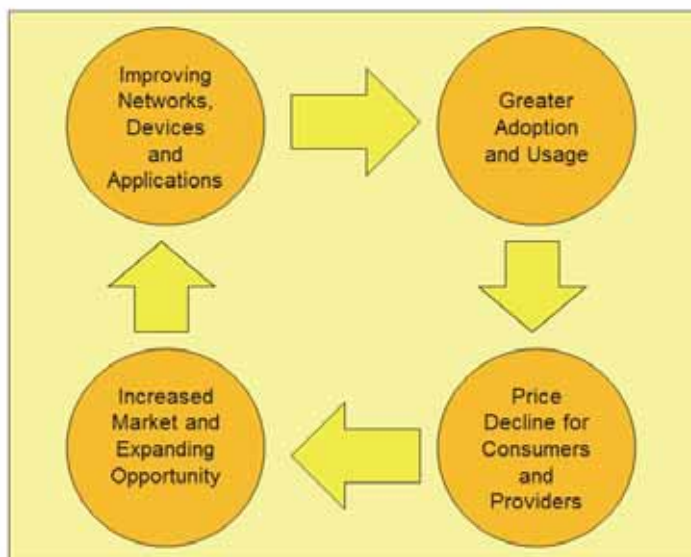 Improving
Networks,
Devices
and
Applications
Greater
Adoption
and Usage
Price
Decline for
Consumers
and
Providers
Increased
Market and
Expanding
Opportunity